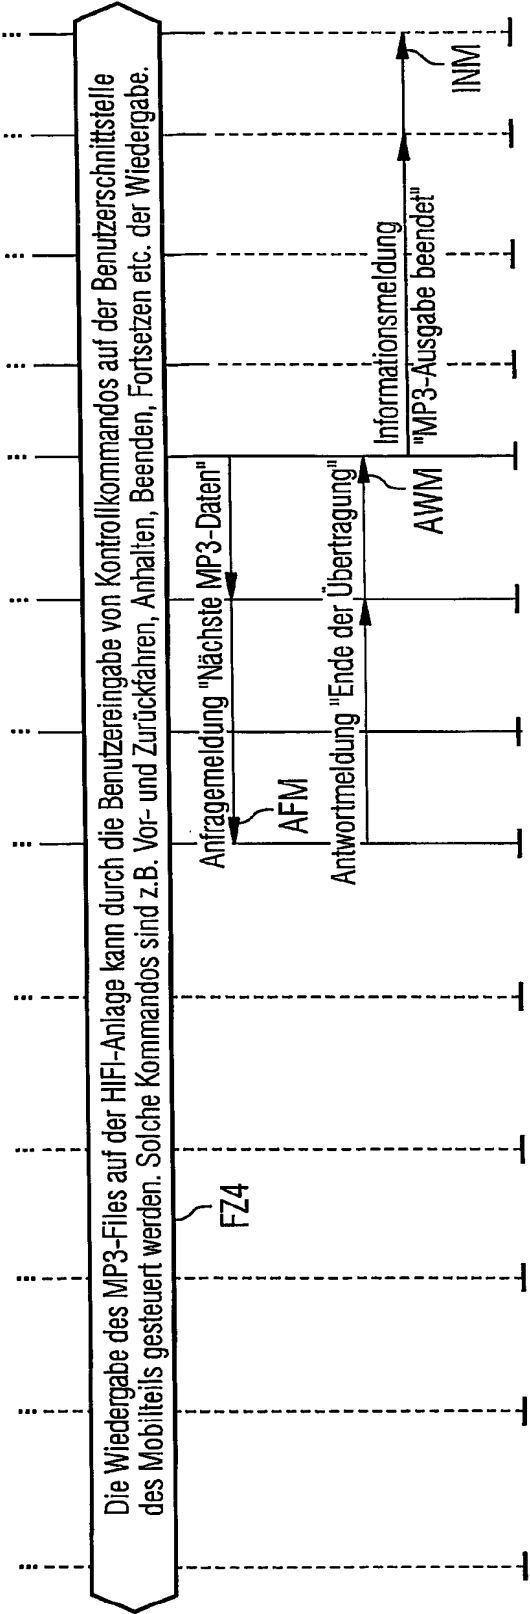 Die Wiedergabe des MP3-Files auf der HIFI-Anlage kann durch die Benutzereingabe von Kontrollkommandos auf der Benutzerschnittstelle
des Mobilteils gesteuert werden. Solche Kommandos sind z.B. Vor- und Zurückfahren, Anhalten, Beenden, Fortsetzen etc. der Wiedergabe.
FZ4
Anfragemeldung "Nächste MP3-Daten"
AFM
Antwortmeldung "Ende der Übertragung"
AWM
Informationsmeldung
"MP3-Ausgabe beendet"
INM